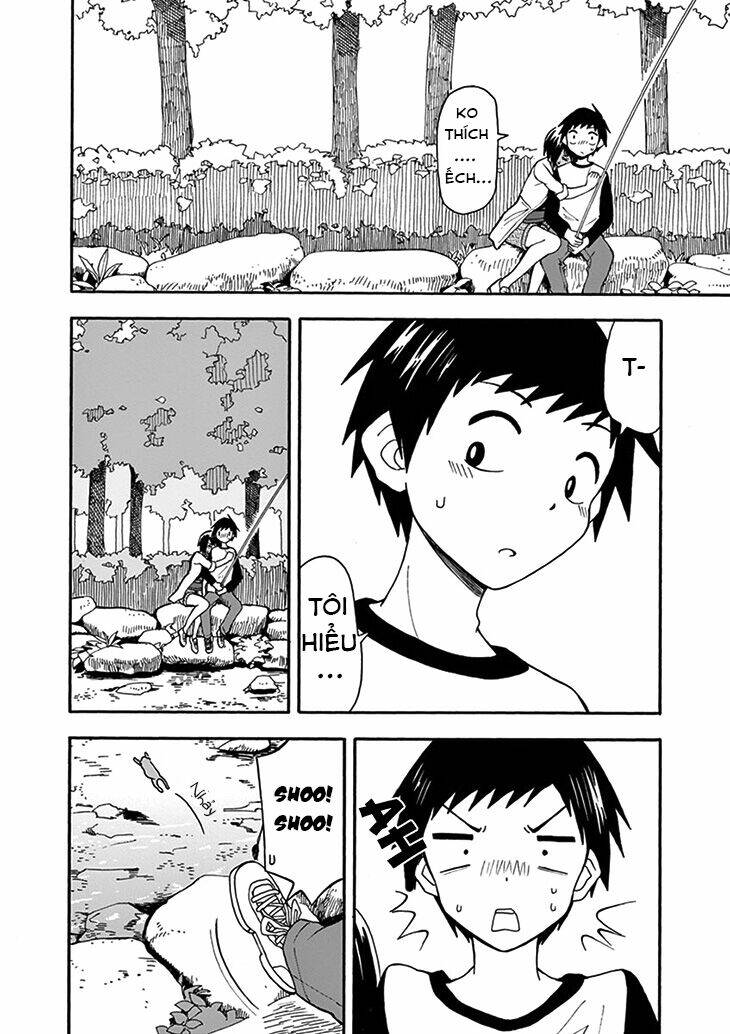 KO
THÍCH
....
ẾCH...
T-
TÔI
HIỂU
...
AH!
SHOO!
SHOO!
Nhảy